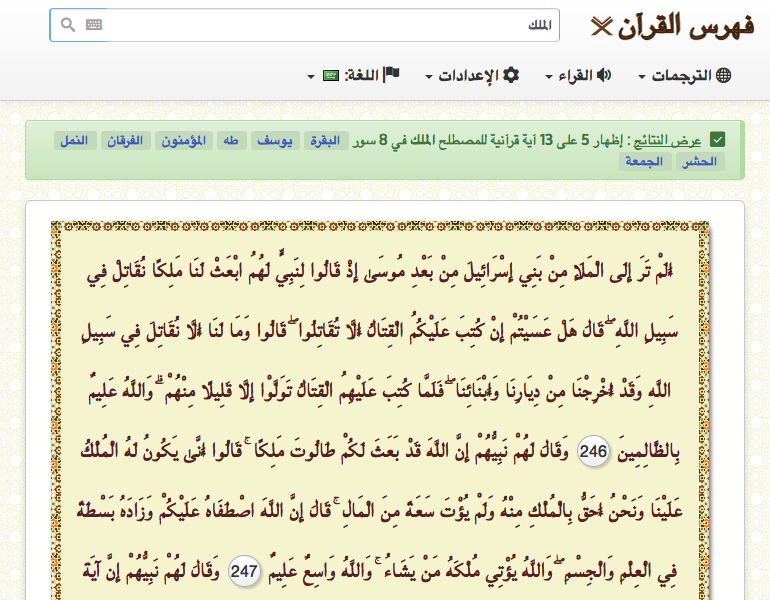 فهرس القرآن
الملك
الترجمات
القراء
الإعدادات
اللغة:
عرض النتائج : إظهار 5 على 13 آية قرآنية للمصطلح الملك في 8 سور البقرة يوسف طه المؤمنون الفرقان النمل
الحشر الجمعة
أَلَمْ تَرَ إِلَى الْمَلَإِ مِنْ بَنِي إِسْرَائِيلَ مِنْ بَعْدِ مُوسَىٰ إِذْ قَالُوا لِنَبِيٍّ لَهُمُ ابْعَثْ لَنَا مَلِكًا نُقَاتِلْ فِي
سَبِيلِ اللَّهِ ۖ قَالَ هَلْ عَسَيْتُمْ إِنْ كُتِبَ عَلَيْكُمُ الْقِتَالُ أَلَّا تُقَاتِلُوا ۖ قَالُوا وَمَا لَنَا أَلَّا نُقَاتِلَ فِي سَبِيلِ
اللَّهِ وَقَدْ أُخْرِجْنَا مِنْ دِيَارِنَا وَأَبْنَائِنَا ۖ فَلَمَّا كُتِبَ عَلَيْهِمُ الْقِتَالُ تَوَلَّوْا إِلَّا قَلِيلًا مِنْهُمْ ۗ وَاللَّهُ عَلِيمٌ
بِالظَّالِمِينَ 246 وَقَالَ لَهُمْ نَبِيُّهُمْ إِنَّ اللَّهَ قَدْ بَعَثَ لَكُمْ طَالُوتَ مَلِكًا ۚ قَالُوا أَنَّىٰ يَكُونُ لَهُ الْمُلْكُ
عَلَيْنَا وَنَحْنُ أَحَقُّ بِالْمُلْكِ مِنْهُ وَلَمْ يُؤْتَ سَعَةً مِنَ الْمَالِ ۚ قَالَ إِنَّ اللَّهَ اصْطَفَاهُ عَلَيْكُمْ وَزَادَهُ بَسْطَةً
فِي الْعِلْمِ وَالْجِسْمِ ۖ وَاللَّهُ يُؤْتِي مُلْكَهُ مَنْ يَشَاءُ ۚ وَاللَّهُ وَاسِعٌ عَلِيمٌ 247 وَقَالَ لَهُمْ نَبِيُّهُمْ إِنَّ آيَةَ